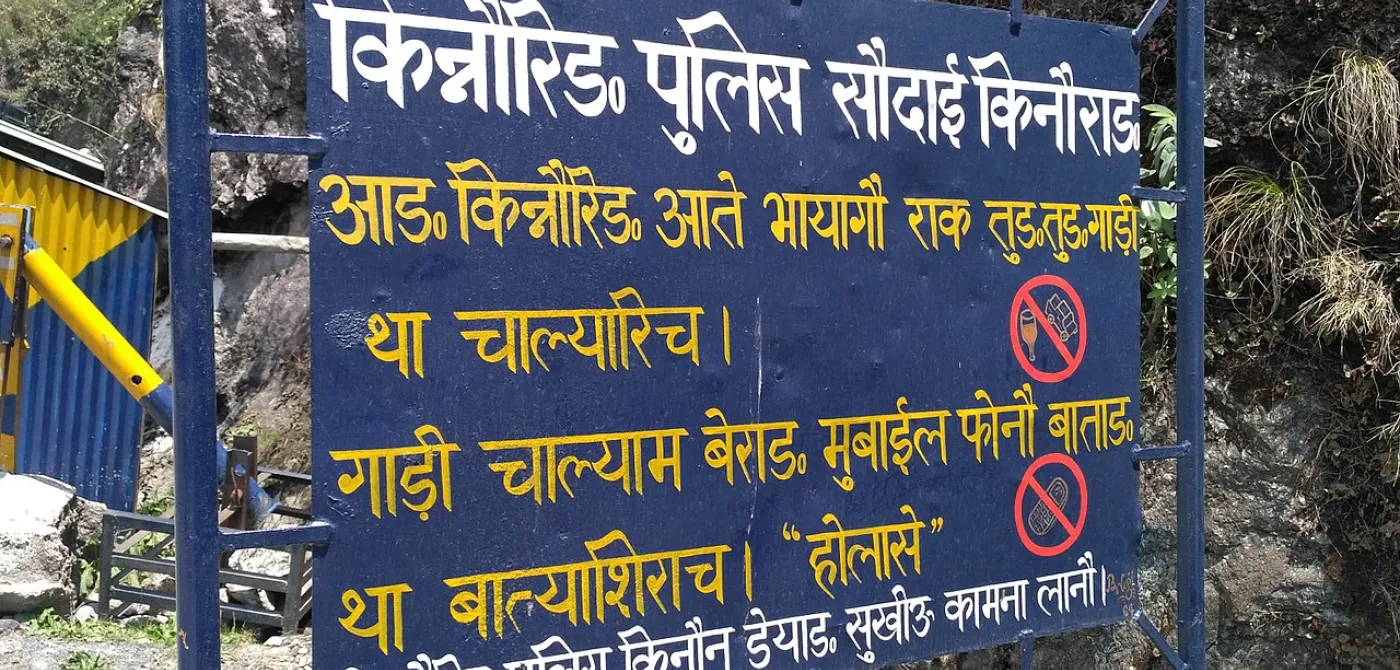 किन्नौरिड॰ पुलिस सौदाई किनौराड॰
आड॰ किन्नौरिड॰ आते भायागौ राक तुड॰तुड॰गाड़ी
था चाल्यारिच।
गाड़ी चाल्याम बेराड॰ मुबाईल फोनौ बाताड॰
था बात्याशिराच। “होलासे”
पुलिस किनौन डेयाड॰ सुखीऊ कामना लानौ।